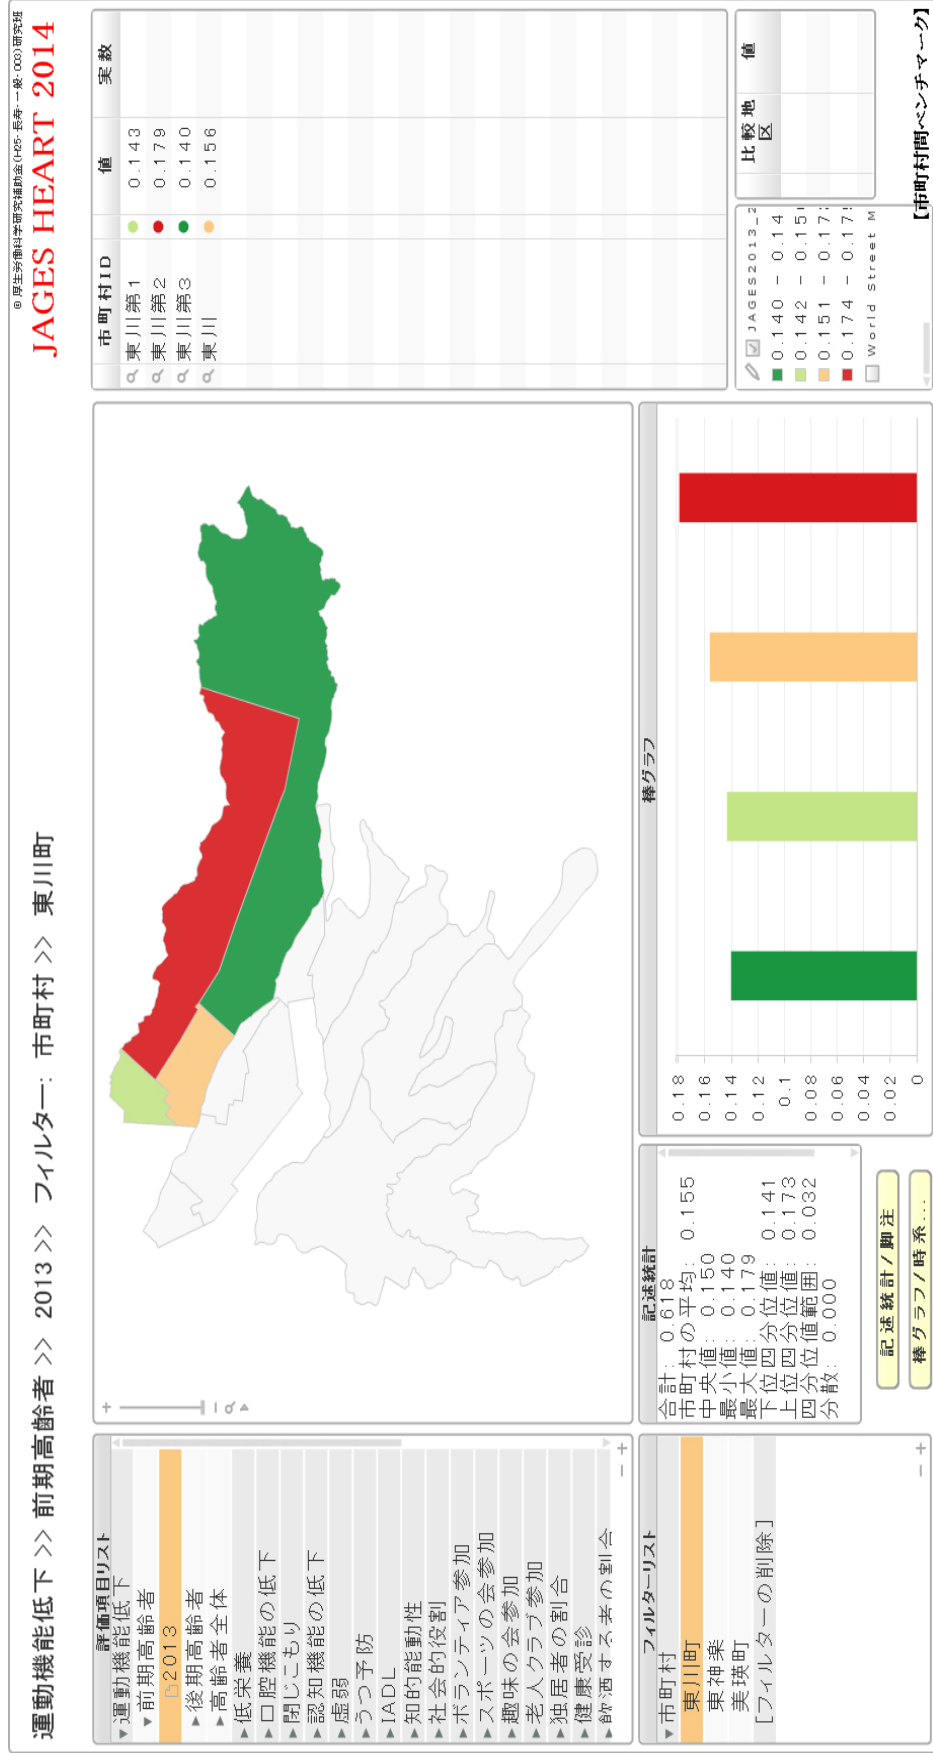 運動機能低下 >> 前期高齢者 >> 2013 >> フィルター: 市町村 >> 東川町
JAGES HEART 2014
評価項目リスト
運動機能低下
前期高齢者
2013
後期高齢者
高齢者全体
低栄養
口腔機能の低下
閉じこもり
認知機能の低下
虚弱
うつ予防
IADL
知的能動性
社会的役割
ボランティア参加
スポーツの会参加
趣味の会参加
老人クラブ参加
独居者の割合
健康受診
飲酒する者の割合
市町村ID 値 実数
東川第1 0.143
東川第2 0.179
東川第3 0.140
東川 0.156
フィルターリスト
市町村
東川町
東神楽
美瑛町
[フィルターの削除]
記述統計
合計: 0.618
市町村の平均: 0.155
中央値: 0.150
最小値: 0.140
最大値: 0.179
下位四分位値: 0.141
上位四分位値: 0.173
四分位値範囲: 0.032
分散: 0.000
記述統計/脚注
棒グラフ/時系...
棒グラフ
0.18
0.16
0.14
0.12
0.1
0.08
0.06
0.04
0.02
0
JAGES2013_2
0.140 - 0.14
0.142 - 0.15
0.151 - 0.17
0.174 - 0.17
World Street M
比較地区 値
【市町村間ベンチマーク】